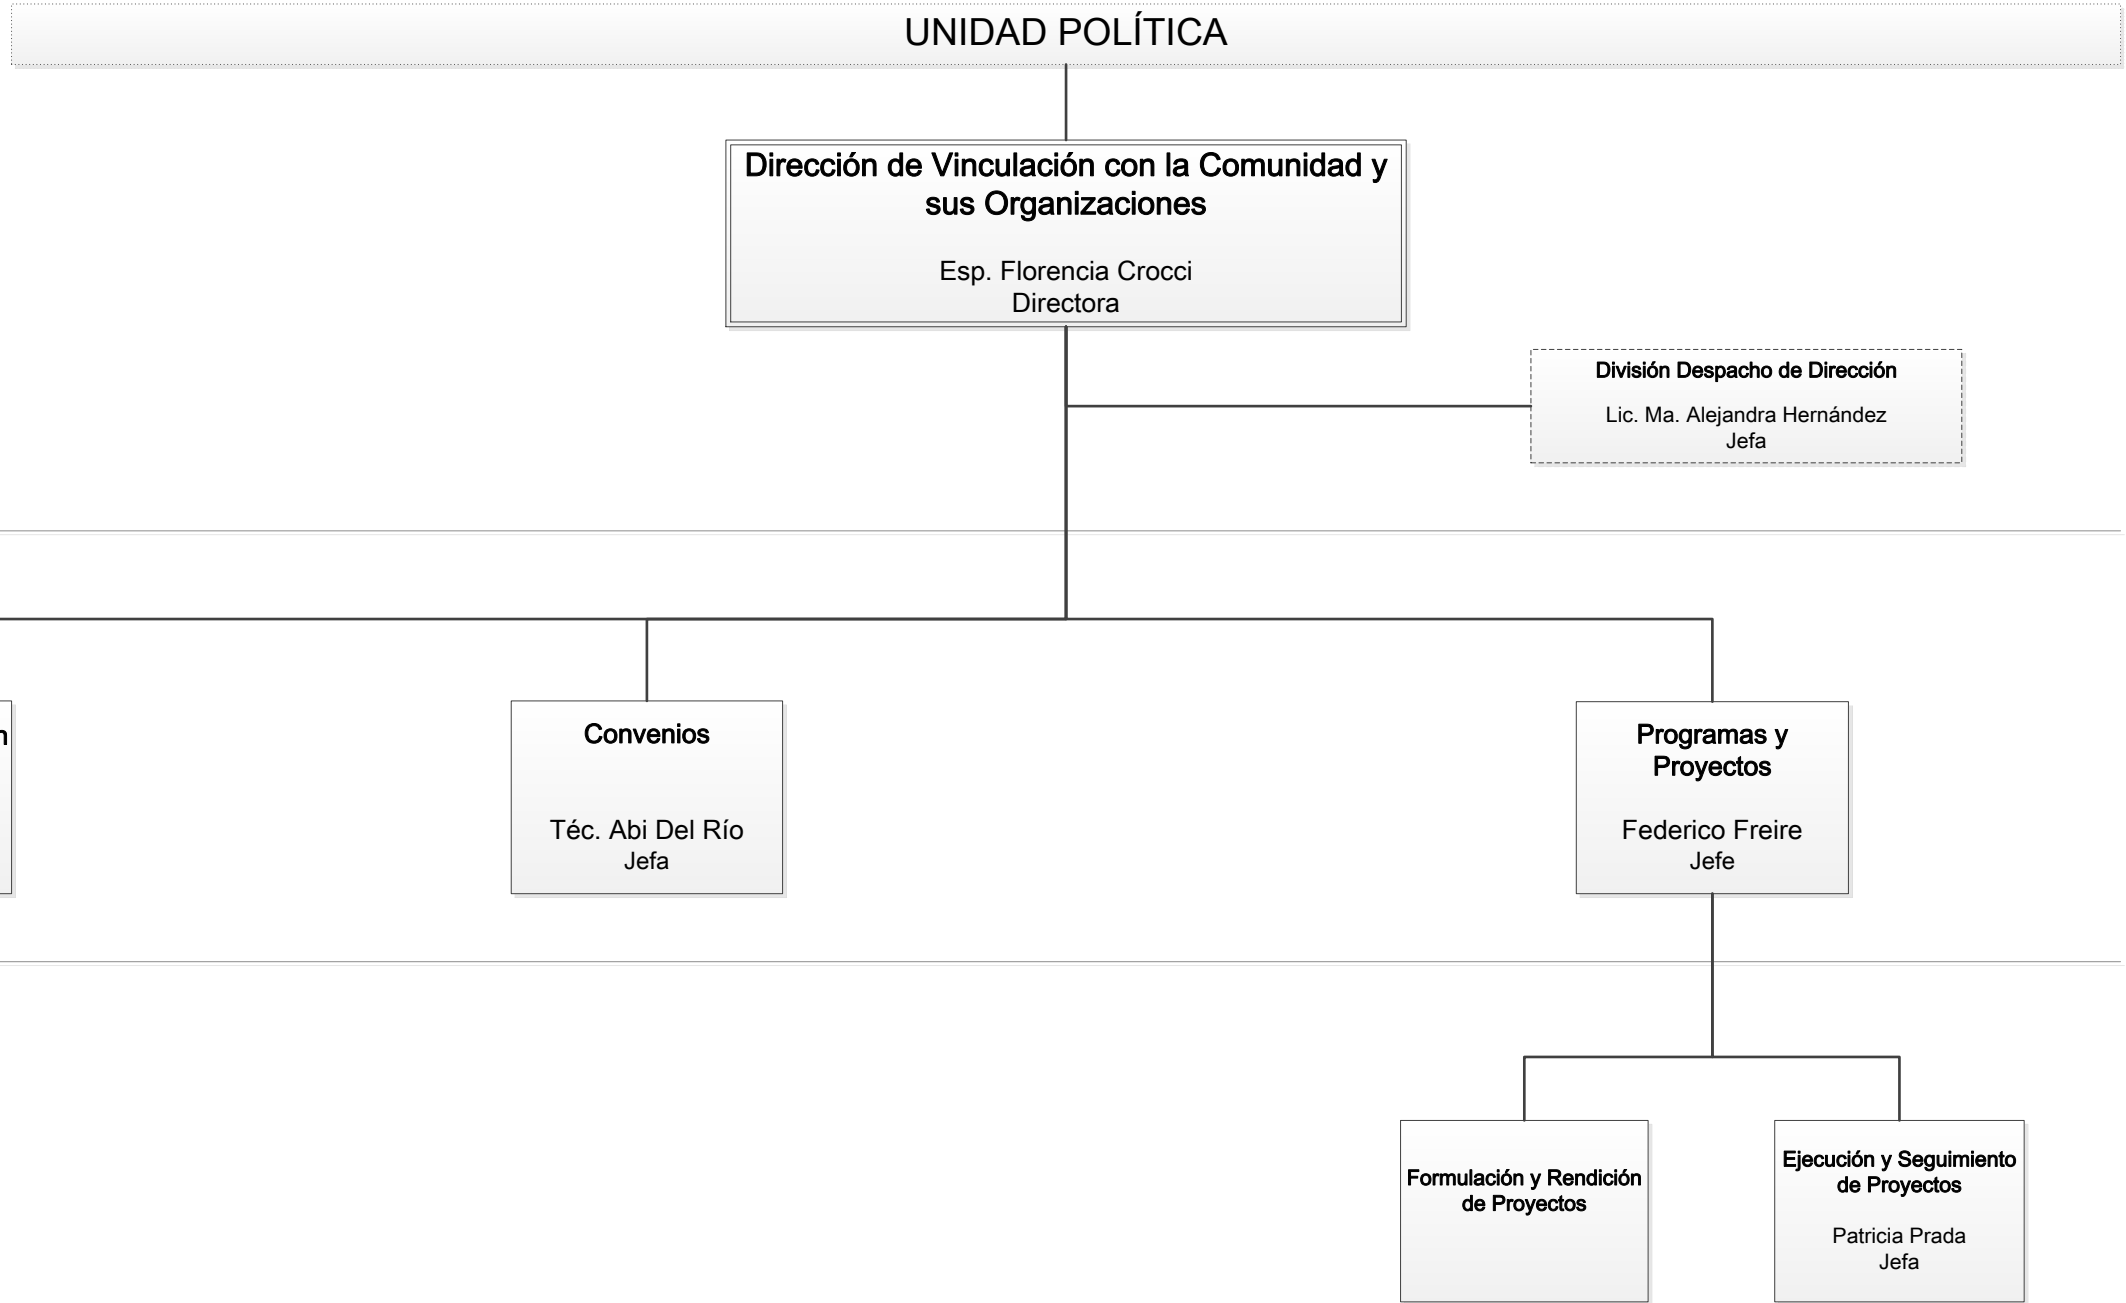 UNIDAD POLÍTICA
Dirección de Vinculación con la Comunidad y
sus Organizaciones
Esp. Florencia Crocci
Directora
División Despacho de Dirección
Lic. Ma. Alejandra Hernández
Jefa
Convenios
Téc. Abi Del Río
Jefa
Programas y
Proyectos
Federico Freire
Jefe
Formulación y Rendición
de Proyectos
Ejecución y Seguimiento
de Proyectos
Patricia Prada
Jefa